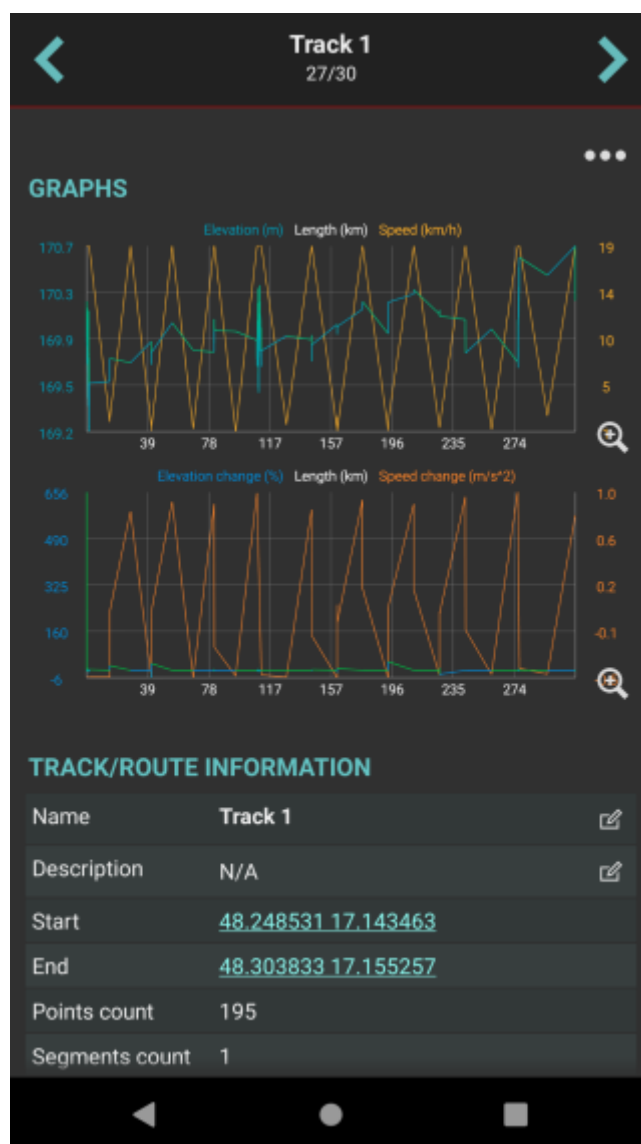 Track 1
27/30
GRAPHS
Elevation (m) Length (km) Speed (km/h)
170.7
19
170.3
14
169.9
10
169.5
5
169.2
39 78 117 157 196 235 274
Elevation change (%) Length (km) Speed change (m/s^2)
656
1.0
490
0.6
325
0.2
160
-0.1
-6
39 78 117 157 196 235 274
TRACK/ROUTE INFORMATION
Name Track 1
Description N/A
Start 48.248531 17.143463
End 48.303833 17.155257
Points count 195
Segments count 1